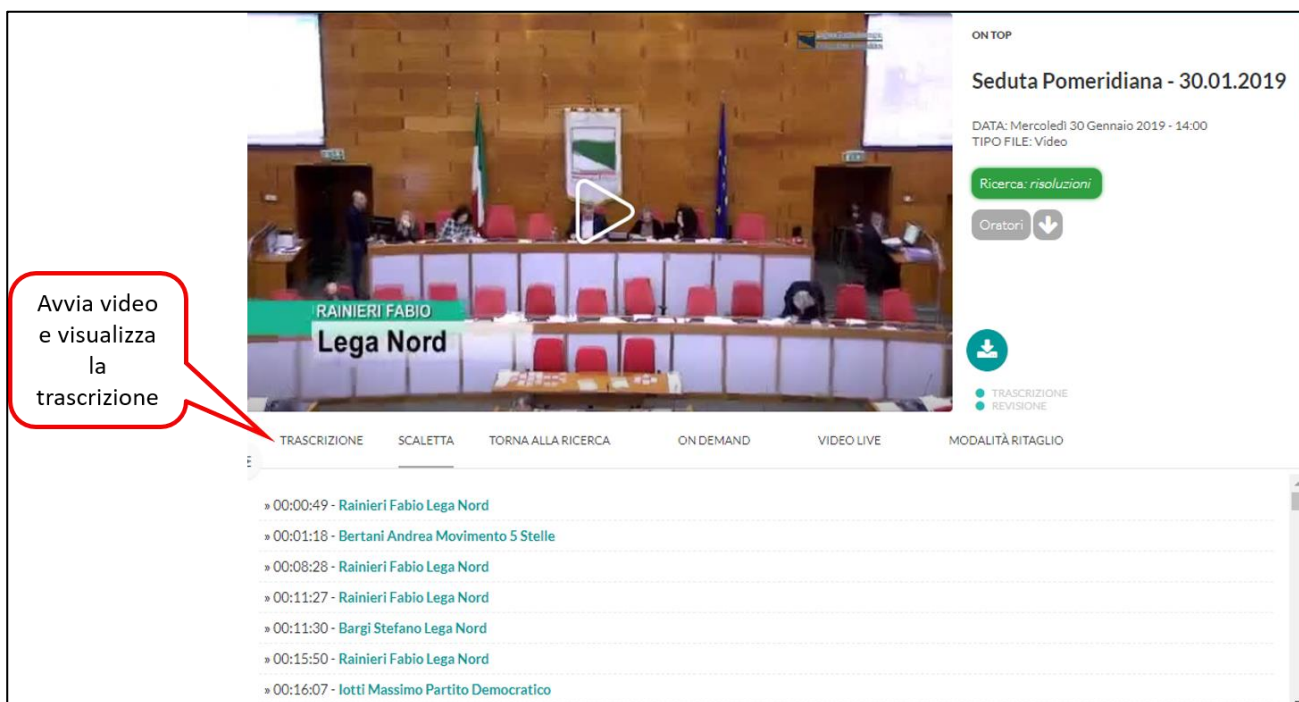 ON TOP
Seduta Pomeridiana - 30.01.2019
DATA: Mercoledì 30 Gennaio 2019 - 14:00
TIPO FILE: Video
Ricerca: risoluzioni
Oratori
RAINIERI FABIO
Lega Nord
TRASCRIZIONE
REVISIONE
Avvia video
e visualizza
la
trascrizione
TRASCRIZIONE SCALETTA TORNA ALLA RICERCA ON DEMAND VIDEO LIVE MODALITÀ RITAGLIO
» 00:00:49 - Rainieri Fabio Lega Nord
» 00:01:18 - Bertani Andrea Movimento 5 Stelle
» 00:08:28 - Rainieri Fabio Lega Nord
» 00:11:27 - Rainieri Fabio Lega Nord
» 00:11:30 - Bargi Stefano Lega Nord
» 00:15:50 - Rainieri Fabio Lega Nord
» 00:16:07 - Iotti Massimo Partito Democratico